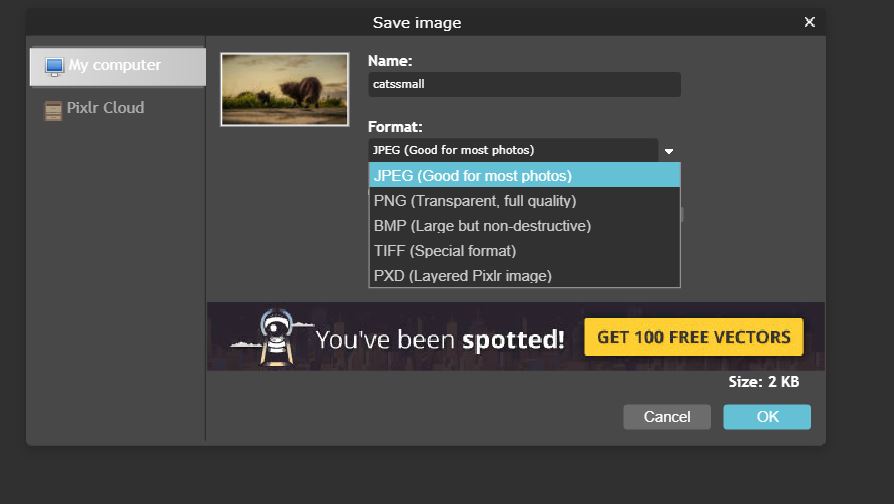 Save image
My computer
Pixlr Cloud
Name:
catssmall
Format:
JPEG (Good for most photos)
JPEG (Good for most photos)
PNG (Transparent, full quality)
BMP (Large but non-destructive)
TIFF (Special format)
PXD (Layered Pixlr image)
You've been spotted!
GET 100 FREE VECTORS
Size: 2 KB
Cancel
OK